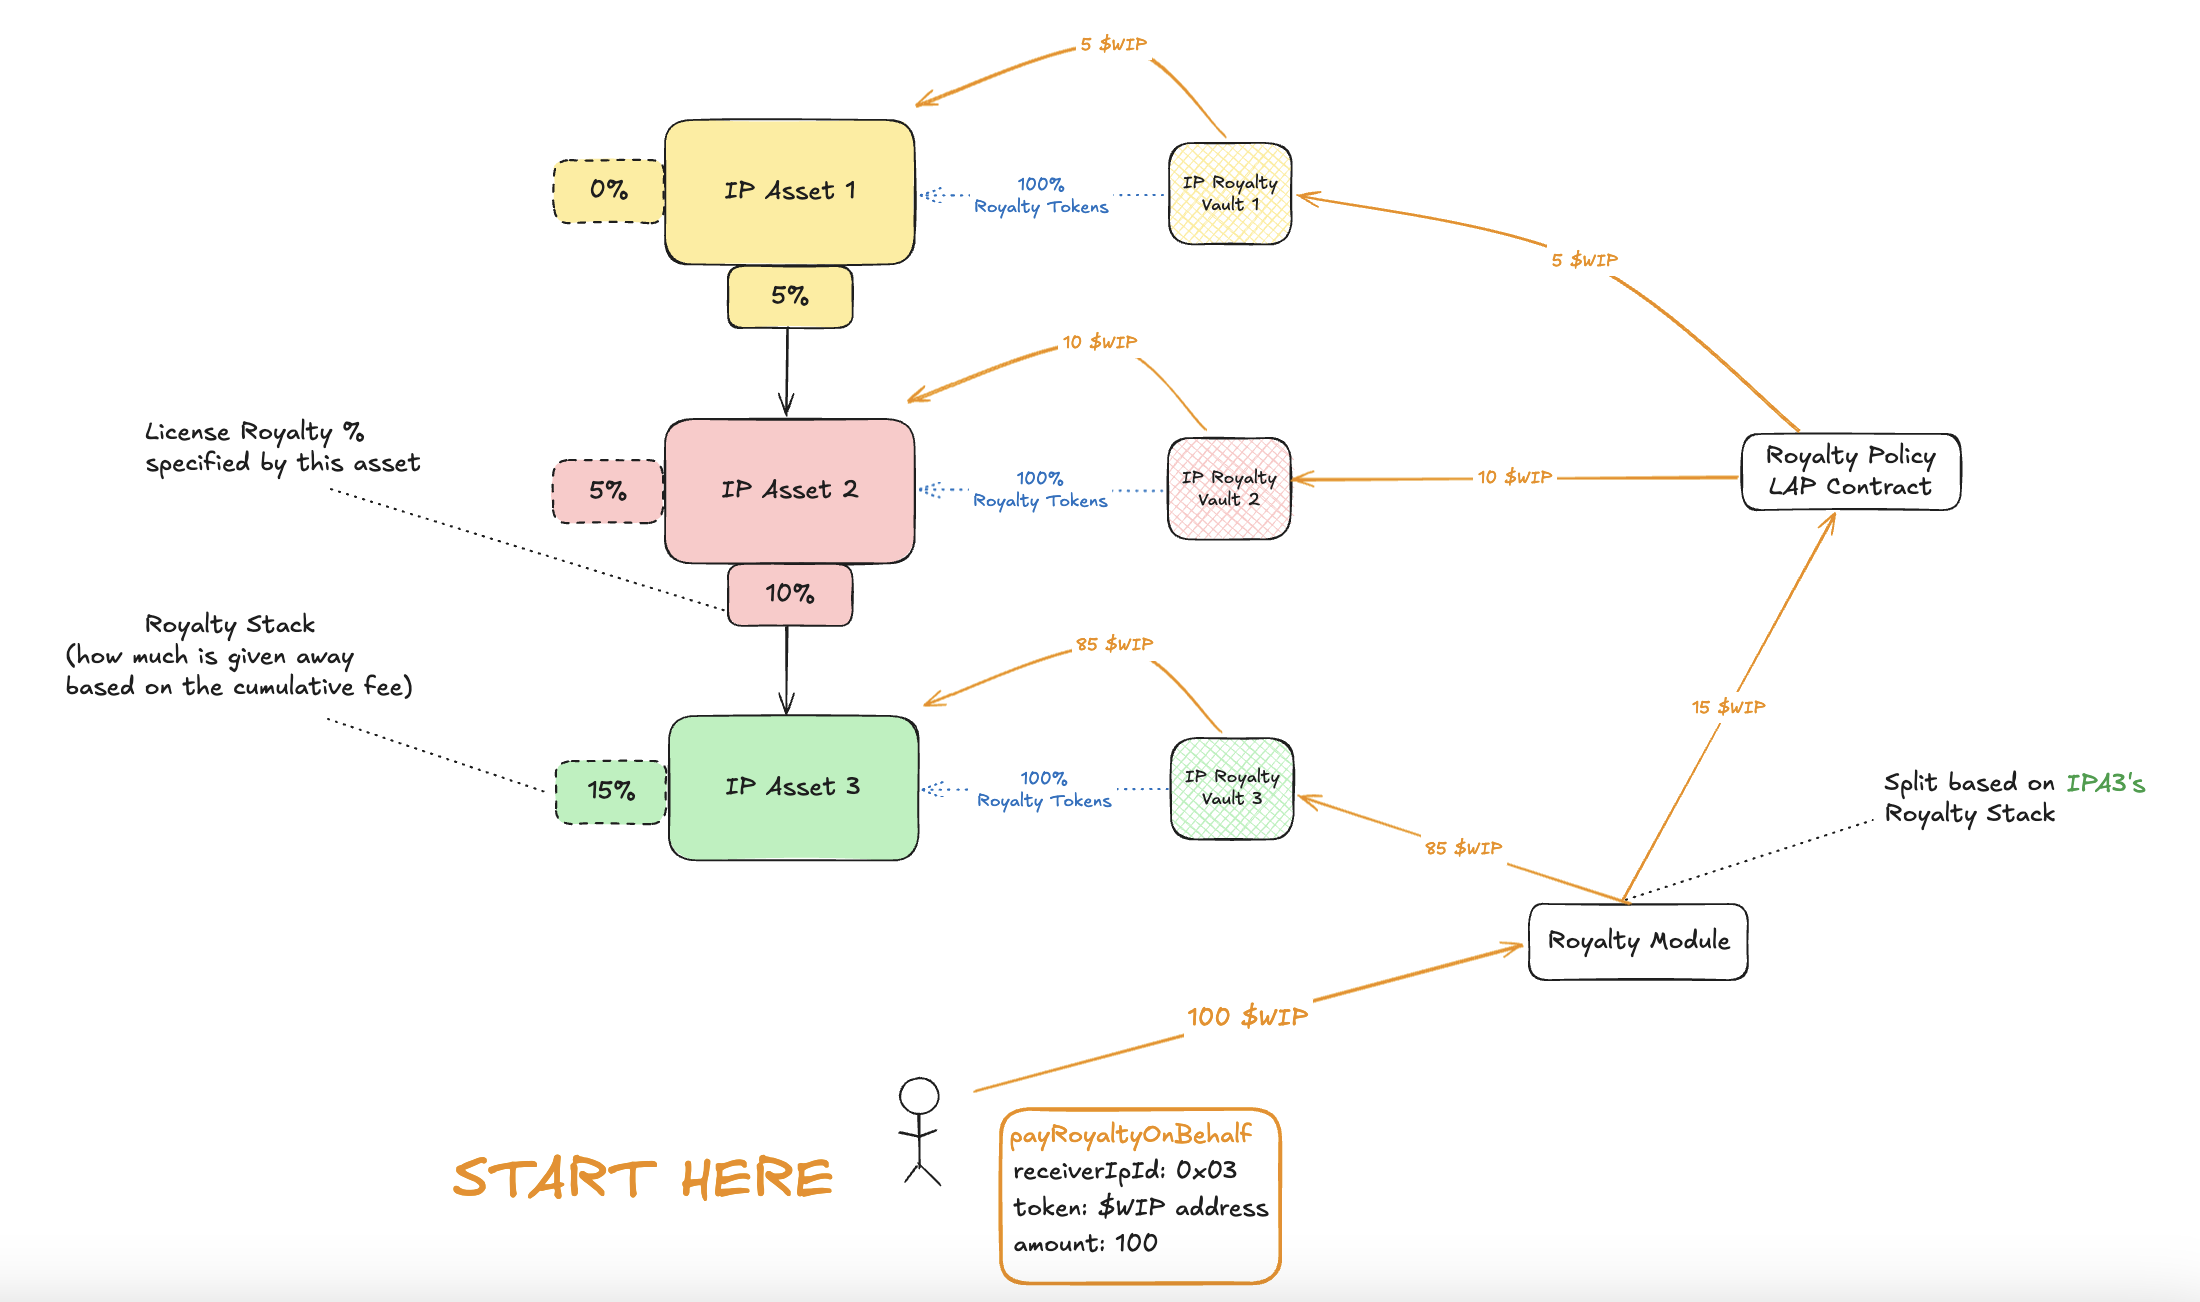 5 $WIP
0%
IP Asset 1
100%
Royalty Tokens
IP Royalty
Vault 1
5 $WIP
5%
10 $WIP
License Royalty %
specified by this asset
5%
IP Asset 2
100%
Royalty Tokens
IP Royalty
Vault 2
10 $WIP
Royalty Policy
LAP Contract
10%
Royalty Stack
(how much is given away
based on the cumulative fee)
85 $WIP
15 $WIP
15%
IP Asset 3
100%
Royalty Tokens
IP Royalty
Vault 3
85 $WIP
Split based on IPA3's
Royalty Stack
Royalty Module
100 $WIP
START HERE
payRoyaltyOnBehalf
receiverIpId: 0x03
token: $WIP address
amount: 100